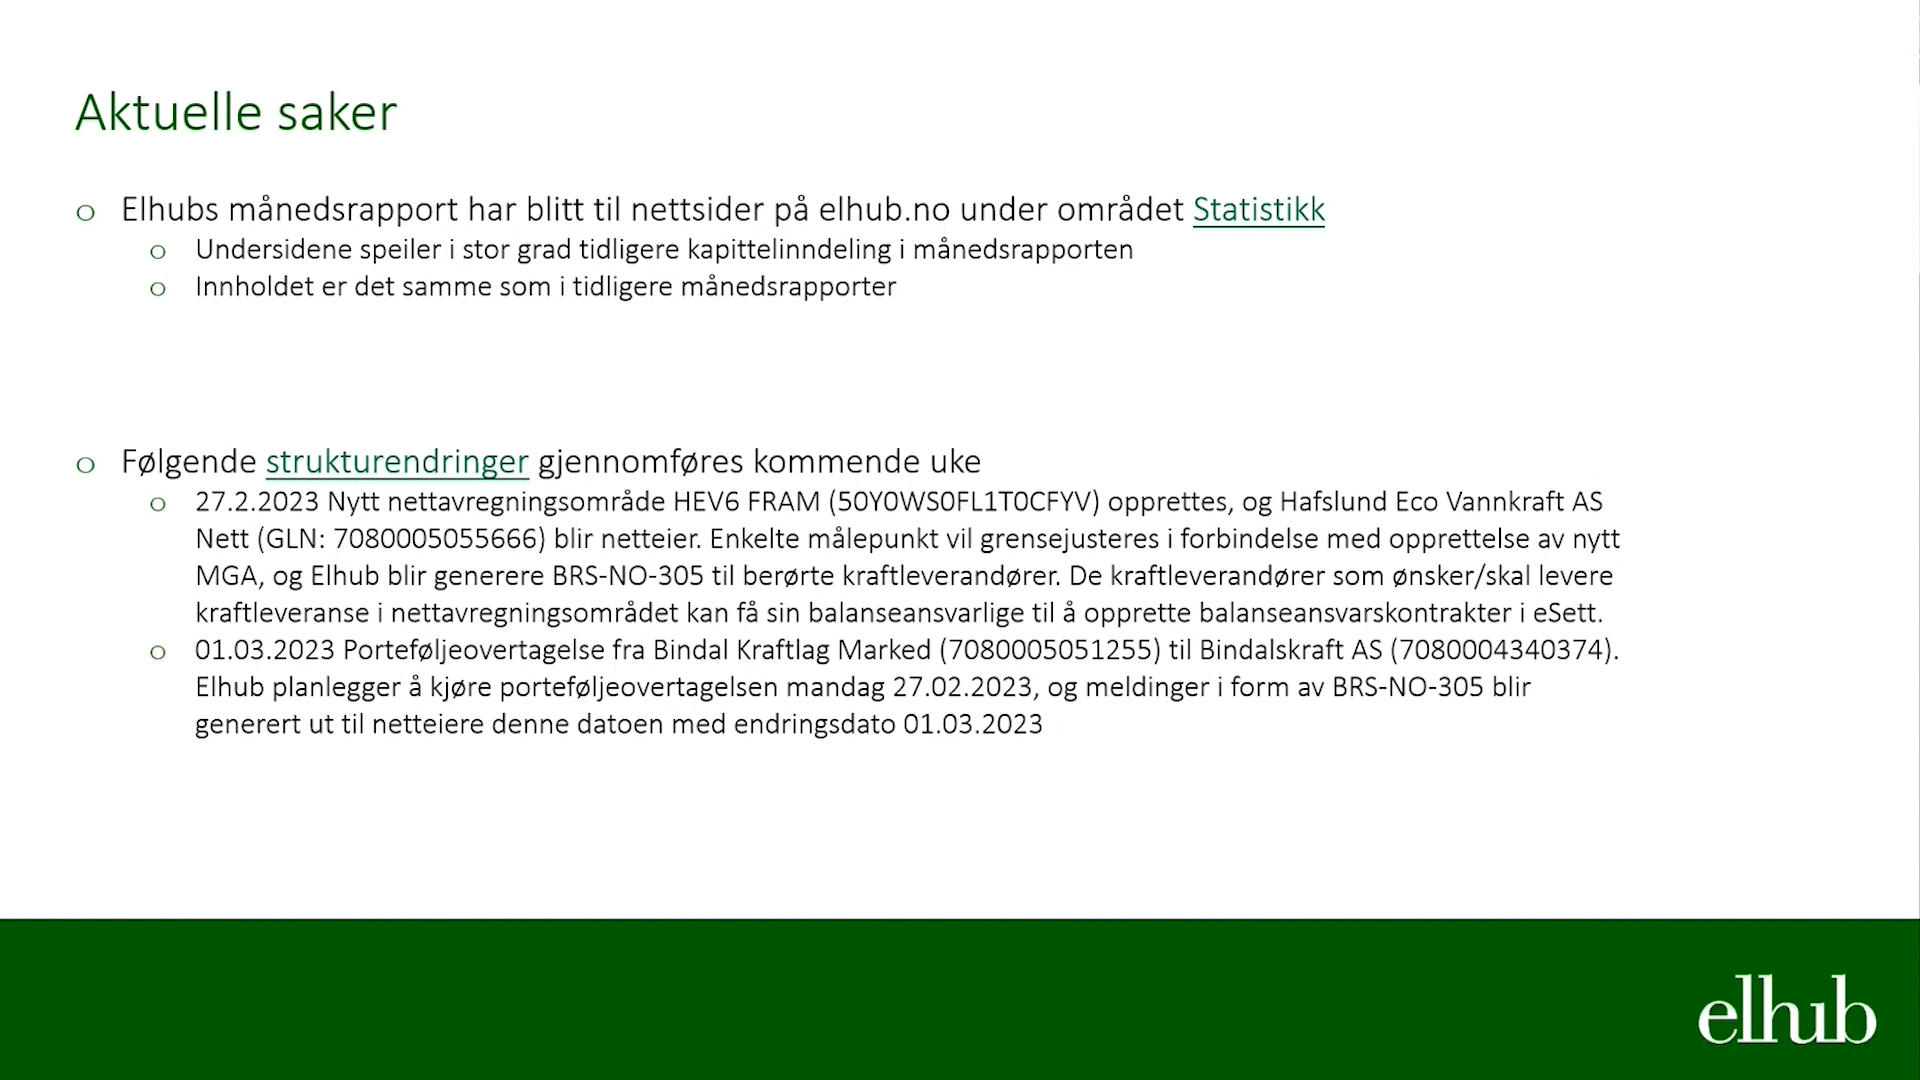 Aktuelle saker
o Elhubs månedsrapport har blitt til nettsider på elhub.no under området Statistikk
o Undersidene speiler i stor grad tidligere kapittelinndeling i månedsrapporten
o Innholdet er det samme som i tidligere månedsrapporter
o Følgende strukturendringer gjennomføres kommende uke
o 27.2.2023 Nytt nettavregningsområde HEV6 FRAM (50Y0WS0FL1T0CFYV) opprettes, og Hafslund Eco Vannkraft AS
Nett (GLN: 7080005055666) blir netteier. Enkelte målepunkt vil grensejusteres i forbindelse med opprettelse av nytt
MGA, og Elhub blir generere BRS-NO-305 til berørte kraftleverandører. De kraftleverandører som ønsker/skal levere
kraftleveranse i nettavregningsområdet kan få sin balanseansvarlige til å opprette balanseansvarskontrakter i eSett.
o 01.03.2023 Porteføljeovertagelse fra Bindal Kraftlag Marked (7080005051255) til Bindalskraft AS (7080004340374).
Elhub planlegger å kjøre porteføljeovertagelsen mandag 27.02.2023, og meldinger i form av BRS-NO-305 blir
generert ut til netteiere denne datoen med endringsdato 01.03.2023
elhub